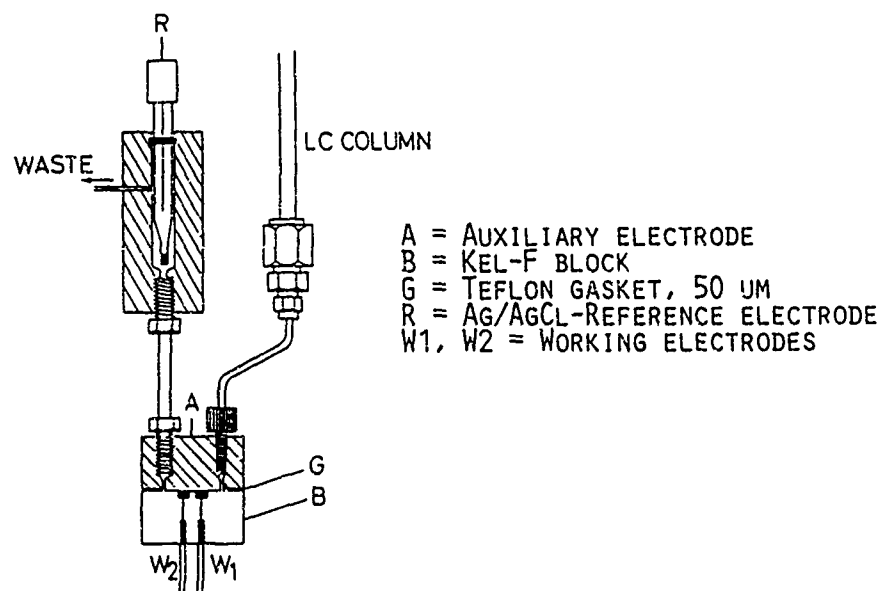 R
LC COLUMN
WASTE
A = AUXILIARY ELECTRODE
B = KEL-F BLOCK
G = TEFLON GASKET, 50 UM
R = AG/AGCL-REFERENCE ELECTRODE
W1, W2 = WORKING ELECTRODES
A
G
B
W2 W1